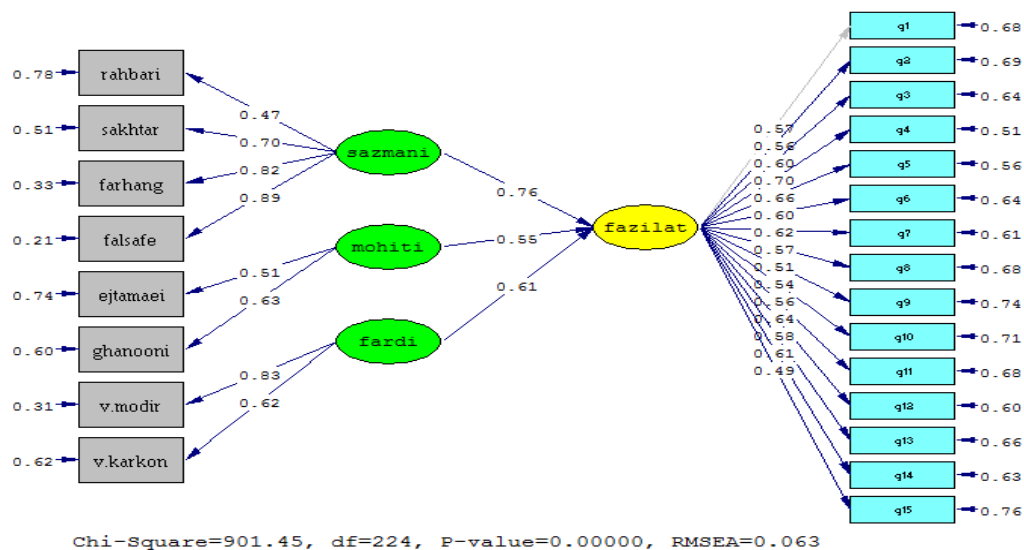 0.78 rahbari
0.51 sakhtar
0.33 farhang
0.21 falsafe
0.74 ejtamaei
0.60 ghanooni
0.31 v.modir
0.62 v.karkon
0.47
0.70
0.82
0.89
0.51
0.63
0.83
0.62
sazmani
mohiti
fardi
0.76
0.55
0.61
fazilat
0.57
0.56
0.60
0.70
0.66
0.60
0.62
0.57
0.51
0.54
0.56
0.64
0.58
0.61
0.49
q1 0.68
q2 0.69
q3 0.64
q4 0.51
q5 0.56
q6 0.64
q7 0.61
q8 0.68
q9 0.74
q10 0.71
q11 0.68
q12 0.60
q13 0.66
q14 0.63
q15 0.76
Chi-Square=901.45, df=224, P-value=0.00000, RMSEA=0.063